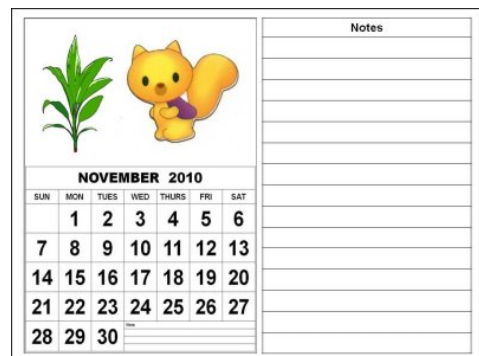 Notes
NOVEMBER 2010
SUN MON TUES WED THURS FRI SAT
1 2 3 4 5 6
7 8 9 10 11 12 13
14 15 16 17 18 19 20
21 22 23 24 25 26 27
28 29 30